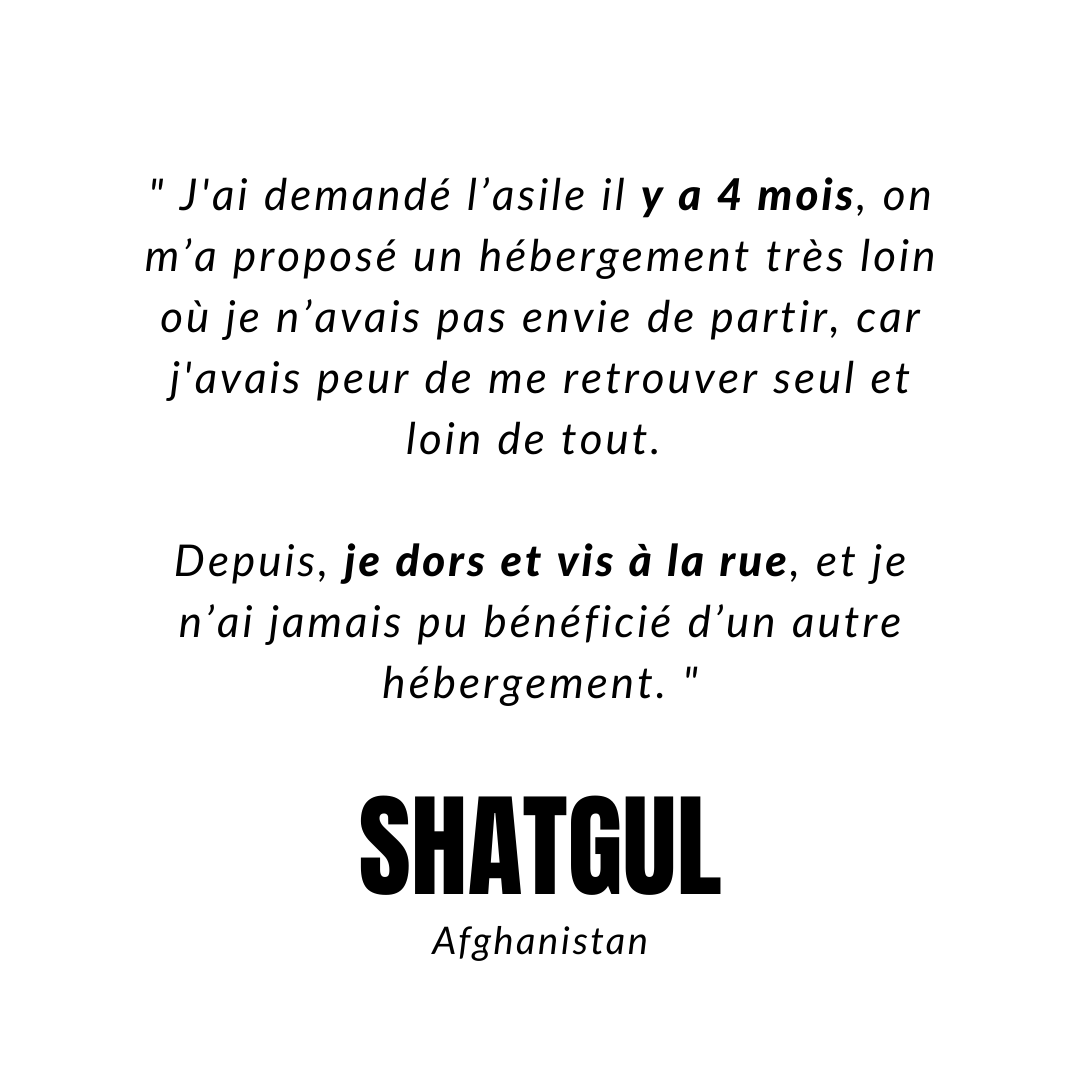 " J'ai demandé l’asile il y a 4 mois, on
m’a proposé un hébergement très loin
où je n’avais pas envie de partir, car
j'avais peur de me retrouver seul et
loin de tout.
Depuis, je dors et vis à la rue, et je
n’ai jamais pu bénéficié d’un autre
hébergement. "
SHATGUL
Afghanistan